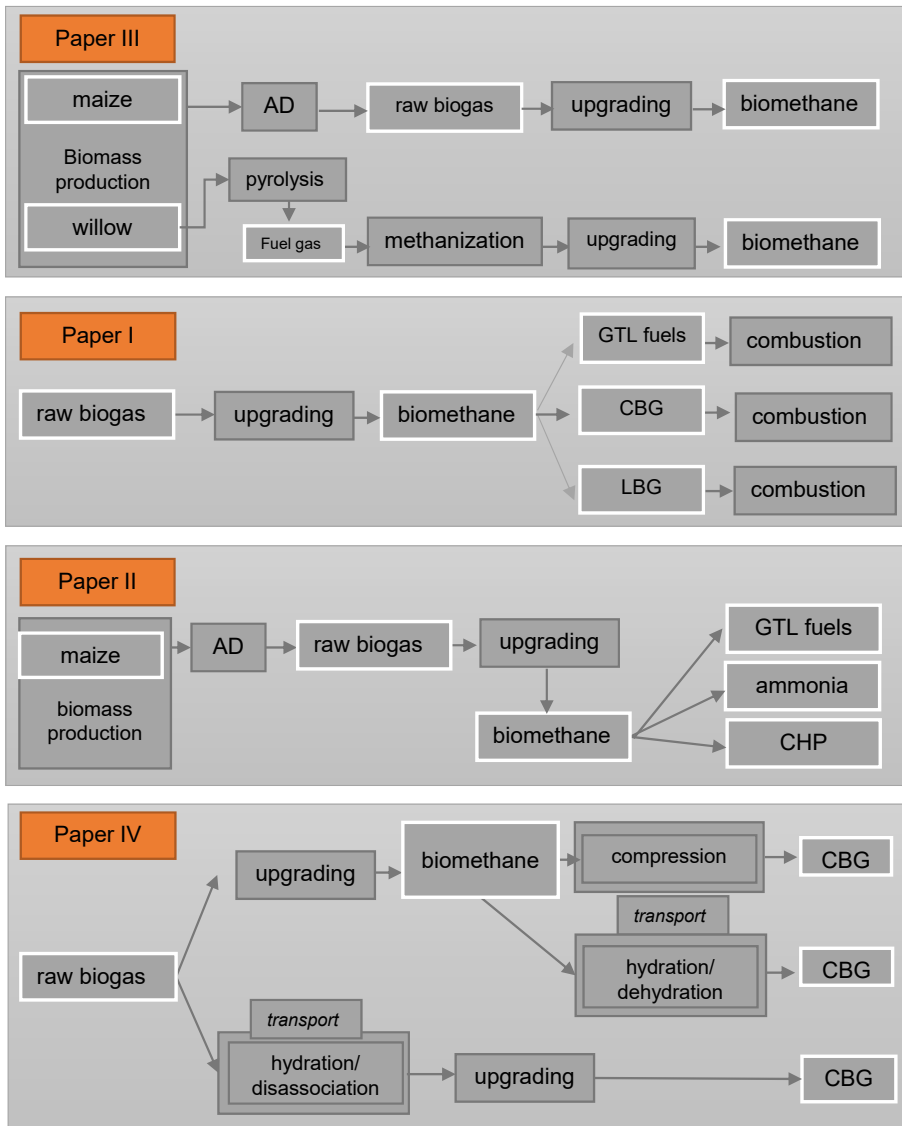 Paper III
maize
AD
raw biogas
upgrading
biomethane
Biomass
production
pyrolysis
willow
Fuel gas
methanization
upgrading
biomethane
Paper I
GTL fuels
combustion
raw biogas
upgrading
biomethane
CBG
combustion
LBG
combustion
Paper II
maize
AD
raw biogas
upgrading
GTL fuels
biomass
production
biomethane
ammonia
CHP
Paper IV
upgrading
biomethane
compression
CBG
transport
raw biogas
hydration/
dehydration
CBG
transport
hydration/
disassociation
upgrading
CBG